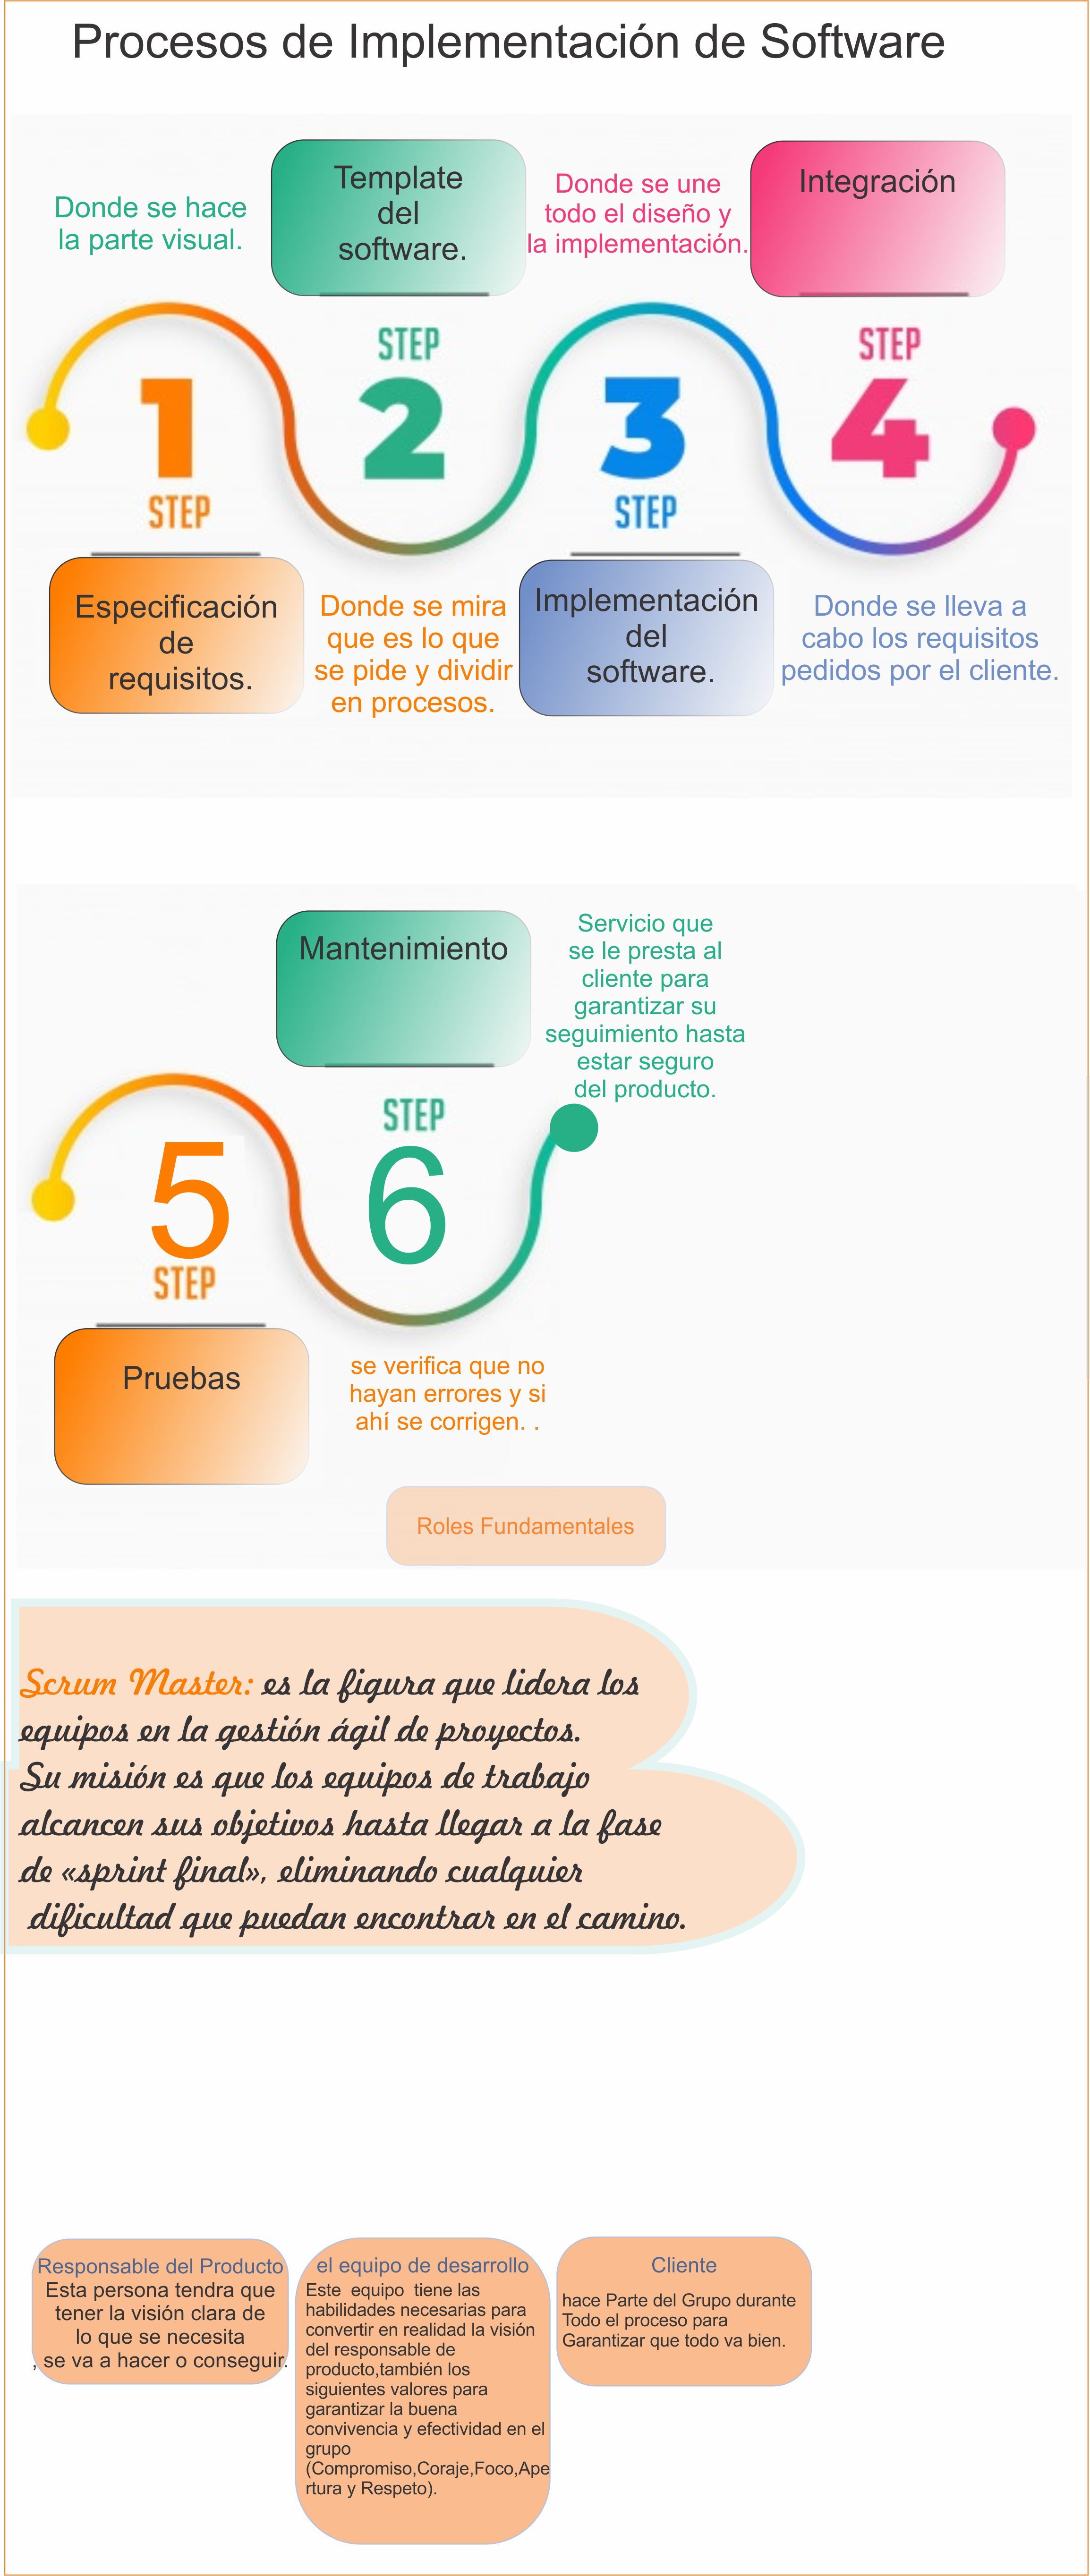 Procesos de Implementación de Software
Donde se hace
la parte visual.
Template
del
software.
Donde se une
todo el diseño y
la implementación.
Integración
1
STEP
STEP
2
3
STEP
STEP
4
Especificación
de
requisitos.
Donde se mira
que es lo que
se pide y dividir
en procesos.
Implementación
del
software.
Donde se lleva a
cabo los requisitos
pedidos por el cliente.
Mantenimiento
Servicio que
se le presta al
cliente para
garantizar su
seguimiento hasta
estar seguro
del producto.
5
STEP
STEP
6
Pruebas
se verifica que no
hayan errores y si
ahí se corrigen. .
Roles Fundamentales
Scrum Master: es la figura que lidera los
equipos en la gestión ágil de proyectos.
Su misión es que los equipos de trabajo
alcancen sus objetivos hasta llegar a la fase
de «sprint final», eliminando cualquier
dificultad que puedan encontrar en el camino.
Responsable del Producto
Esta persona tendra que
tener la visión clara de
lo que se necesita
, se va a hacer o conseguir.
el equipo de desarrollo
Este equipo tiene las
habilidades necesarias para
convertir en realidad la visión
del responsable de
producto,también los
siguientes valores para
garantizar la buena
convivencia y efectividad en el
grupo
(Compromiso,Coraje,Foco,Ape
rtura y Respeto).
Cliente
hace Parte del Grupo durante
Todo el proceso para
Garantizar que todo va bien.